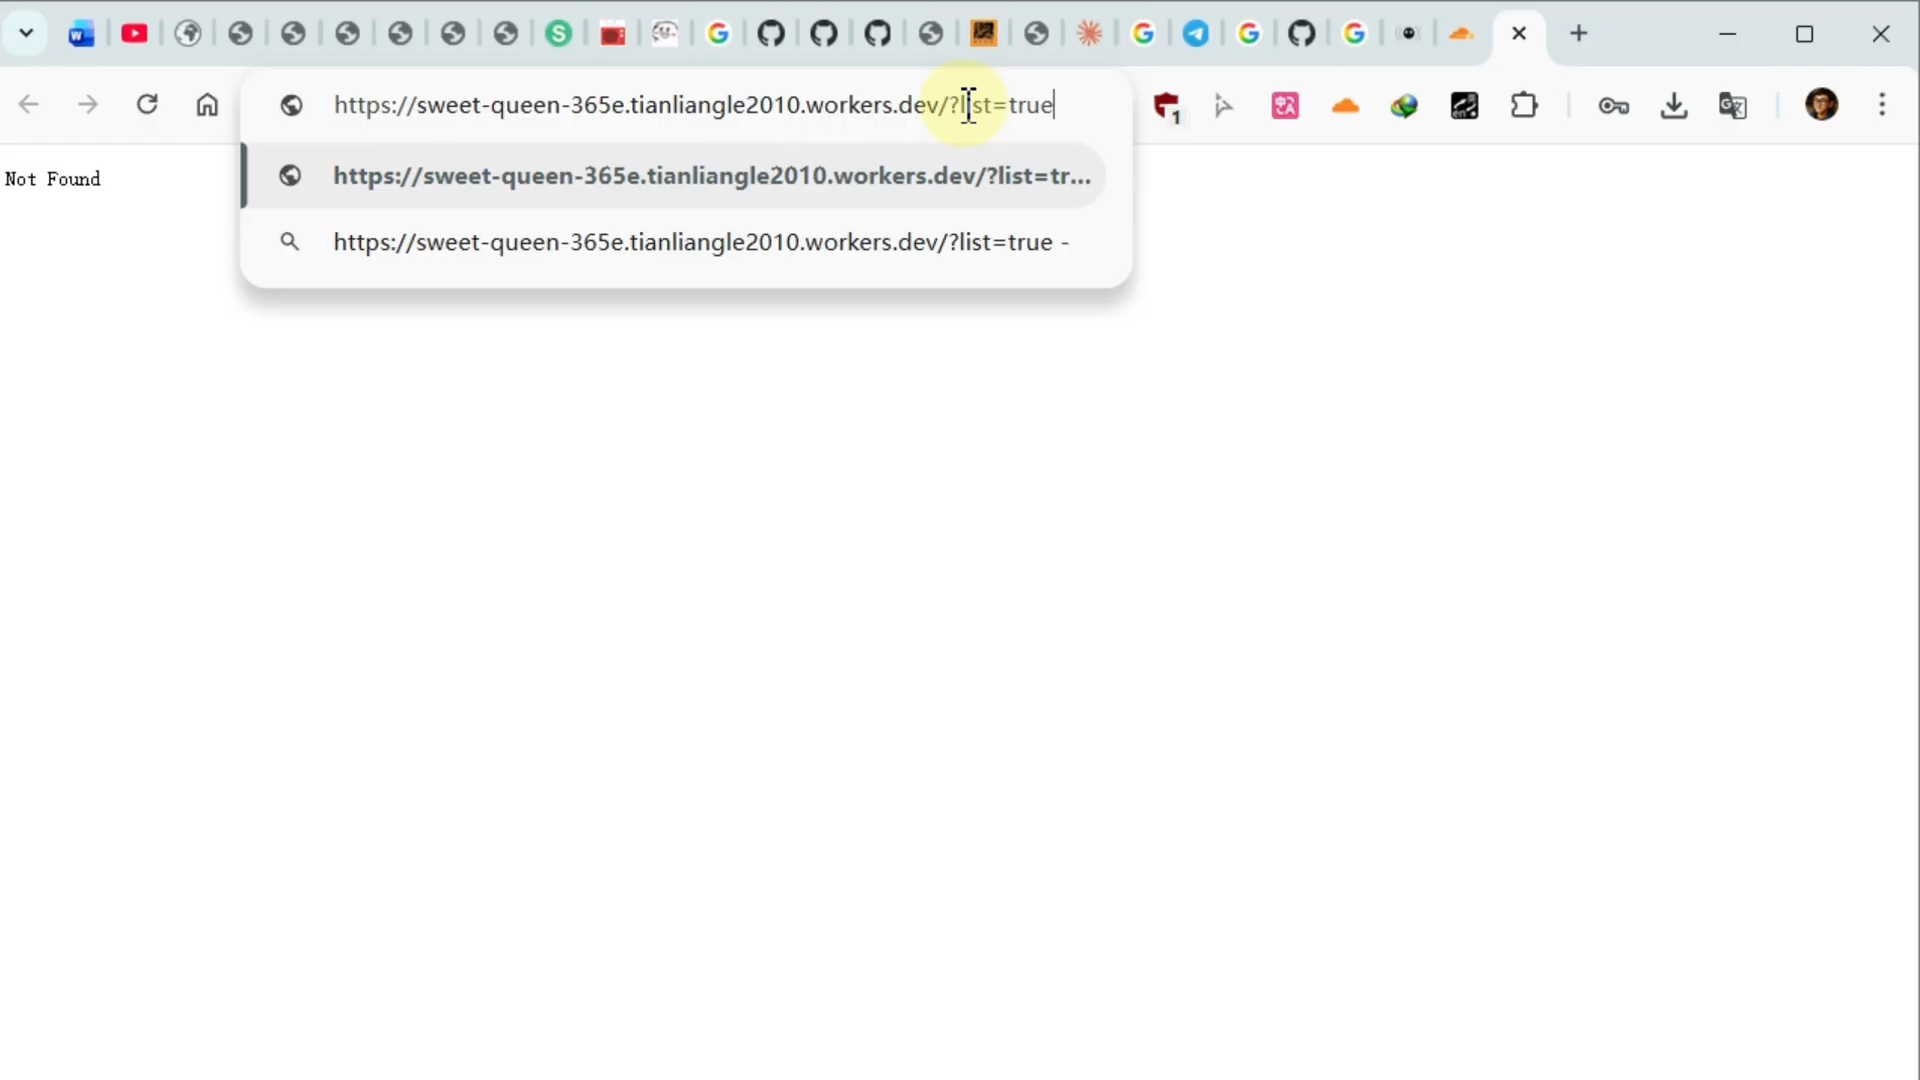 https://sweet-queen-365e.tianliangle2010.workers.dev/?list=true
https://sweet-queen-365e.tianliangle2010.workers.dev/?list=tr...
https://sweet-queen-365e.tianliangle2010.workers.dev/?list=true -
1
Not Found